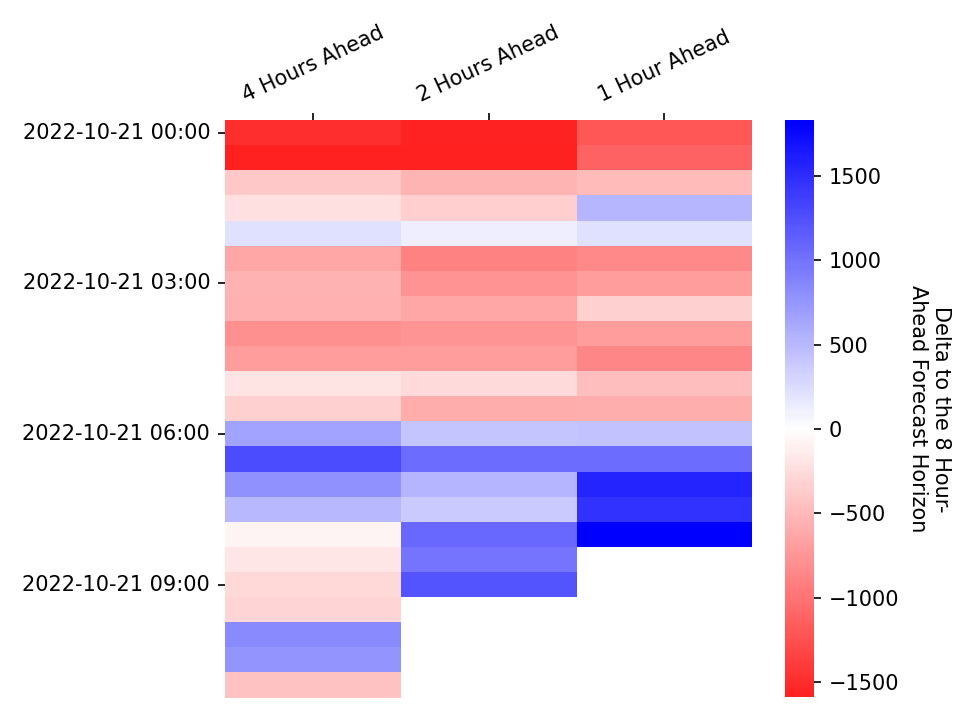 4 Hours Ahead
2 Hours Ahead
1 Hour Ahead
2022-10-21 00:00
2022-10-21 03:00
2022-10-21 06:00
2022-10-21 09:00
1500
1000
500
0
−500
−1000
−1500
Delta to the 8 Hour-
Ahead Forecast Horizon